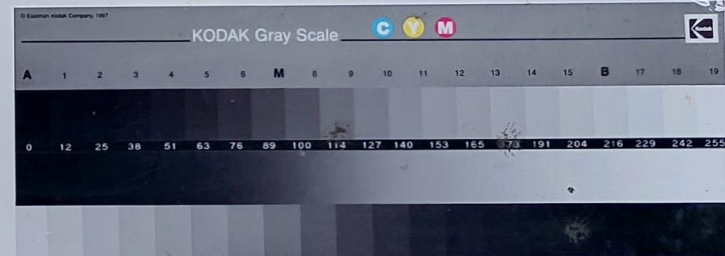 © Eastman Kodak Company, 1997
KODAK Gray Scale C Y M Kodak
A 1 2 3 4 5 6 M 8 9 10 11 12 13 14 15 B 17 18 19
0 12 25 38 51 63 76 89 100 114 127 140 153 165 173 191 204 216 229 242 255